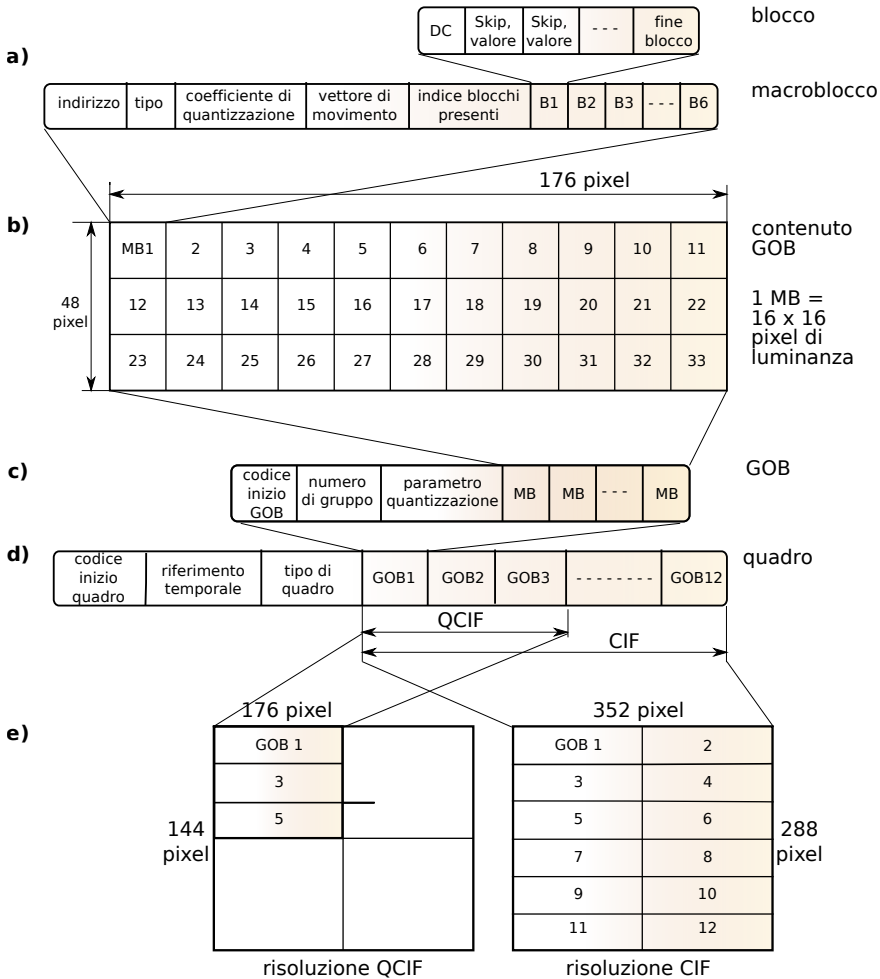 blocco
DC
Skip,
valore
Skip,
valore
- - -
fine
blocco
a)
macroblocco
indirizzo
tipo
coefficiente di
quantizzazione
vettore di
movimento
indice blocchi
presenti
B1
B2
B3
- - -
B6
176 pixel
b)
contenuto
GOB
48
pixel
MB1 2 3 4 5 6 7 8 9 10 11
12 13 14 15 16 17 18 19 20 21 22
23 24 25 26 27 28 29 30 31 32 33
1 MB =
16 x 16
pixel di
luminanza
c)
GOB
codice
inizio
GOB
numero
di gruppo
parametro
quantizzazione
MB
MB
- - -
MB
d)
quadro
codice
inizio
quadro
riferimento
temporale
tipo di
quadro
GOB1
GOB2
GOB3
- - - - - - - -
GOB12
QCIF
CIF
e)
176 pixel
GOB 1
3
5
144
pixel
risoluzione QCIF
352 pixel
GOB 1 2
3 4
5 6
7 8
9 10
11 12
288
pixel
risoluzione CIF